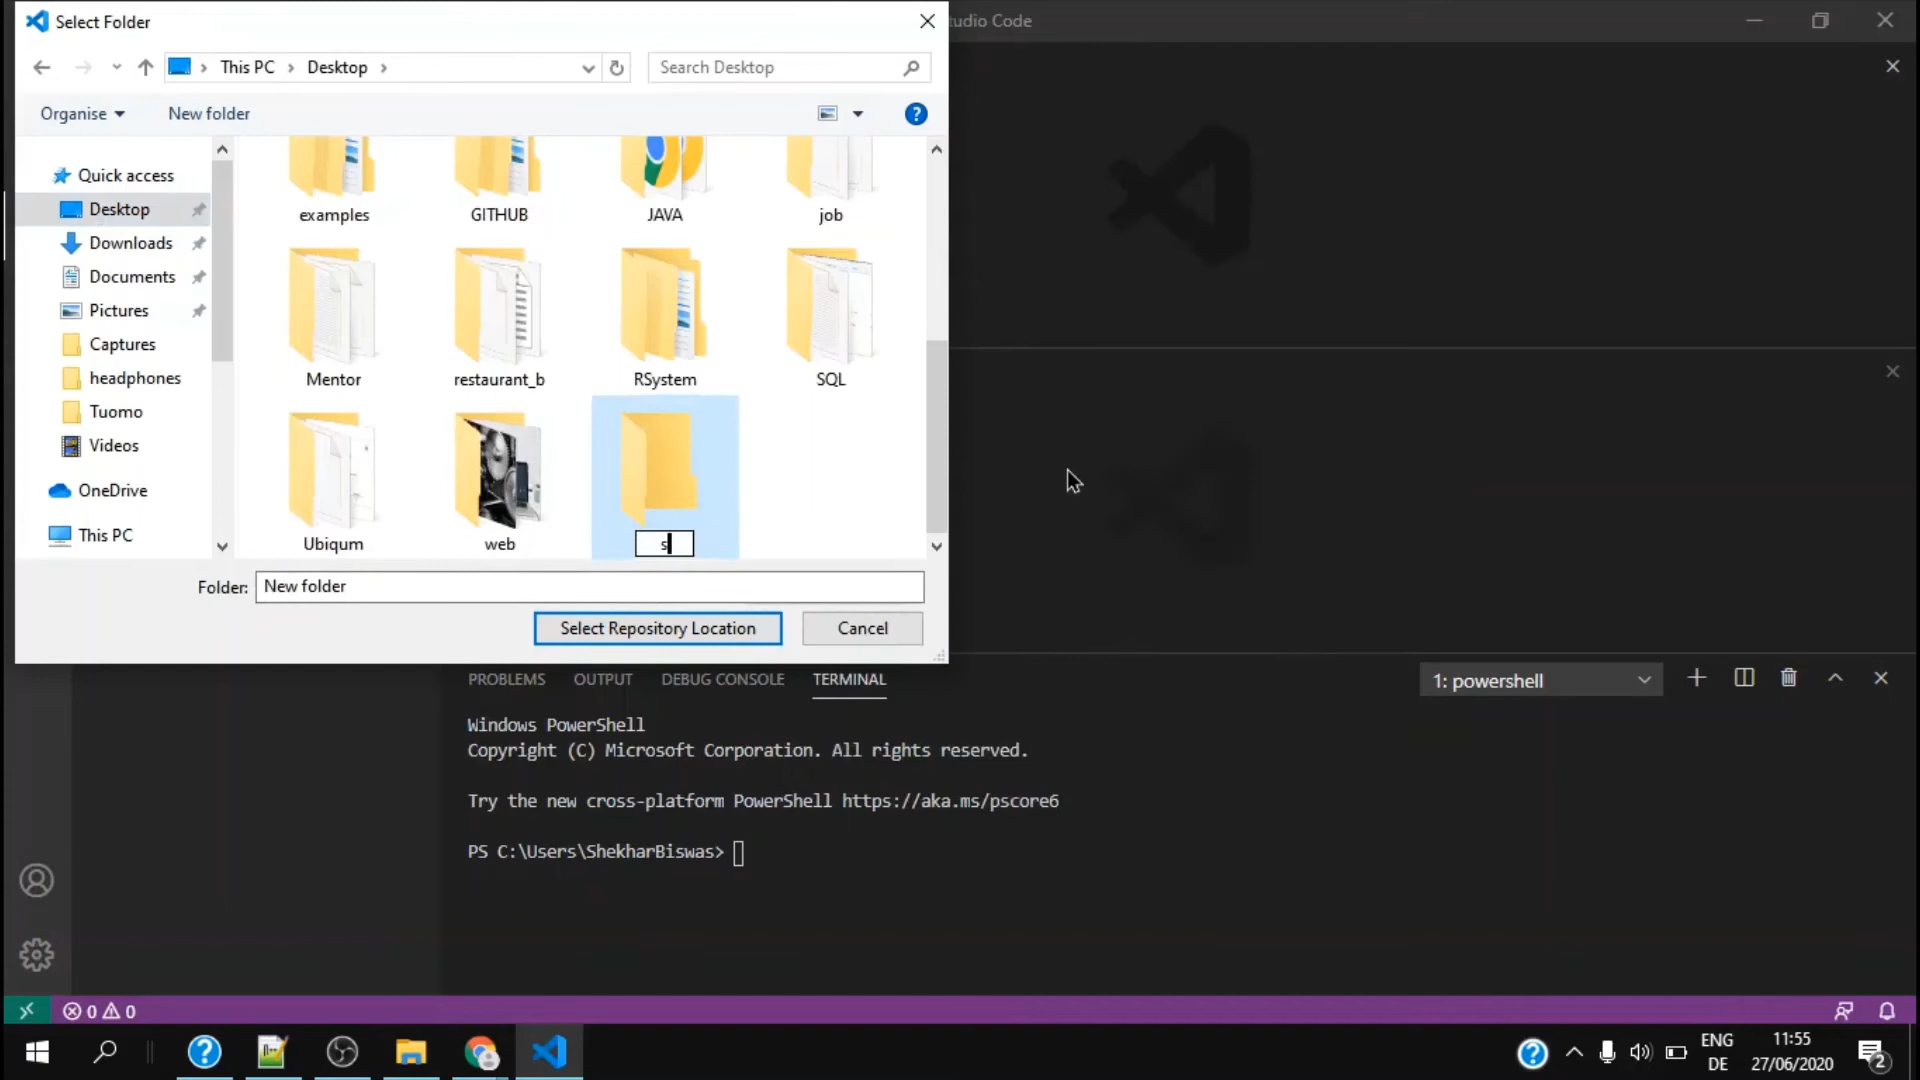 Select Folder
tudio Code
This PC
Desktop
Search Desktop
Organise
New folder
Quick access
Desktop
Downloads
Documents
Pictures
Captures
headphones
Tuomo
Videos
OneDrive
This PC
examples
GITHUB
JAVA
job
Mentor
restaurant_b
RSystem
SQL
Ubiqum
web
s
Folder:
New folder
Select Repository Location
Cancel
PROBLEMS
OUTPUT
DEBUG CONSOLE
TERMINAL
1: powershell
Windows PowerShell
Copyright (C) Microsoft Corporation. All rights reserved.
Try the new cross-platform PowerShell https://aka.ms/pscore6
PS C:\Users\ShekharBiswas>
0
0
ENG
DE
11:55
27/06/2020
2